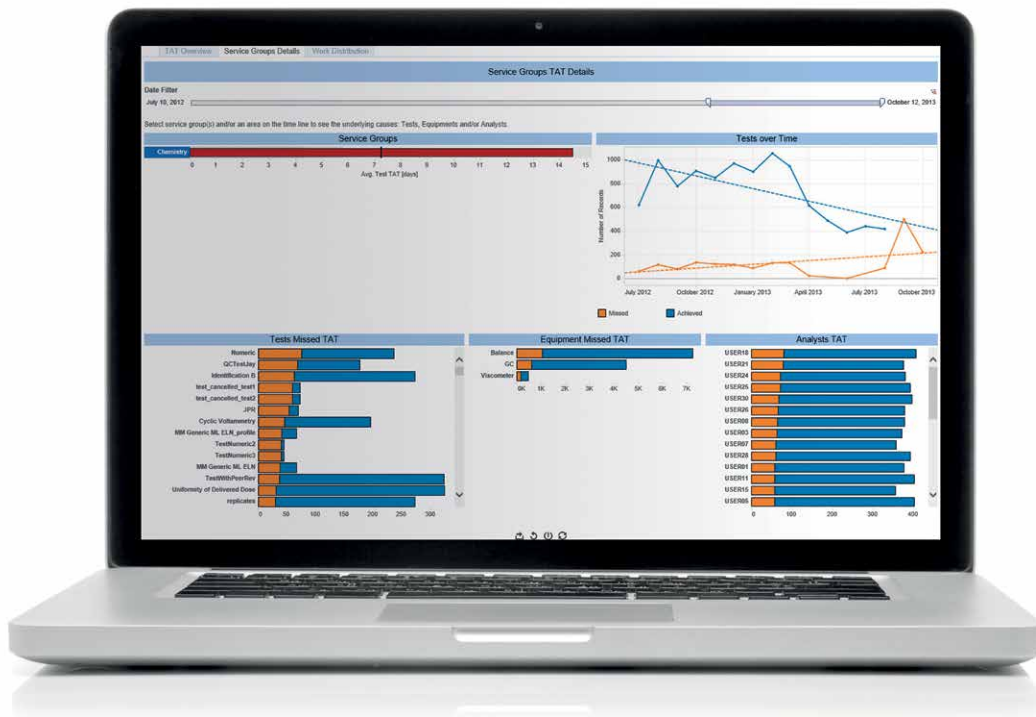 TAT Overview Service Groups Details Work Distribution
Service Groups TAT Details
Date Filter
July 10, 2012 October 12, 2013
Select service group(s) and/or an area on the time line to see the underlying causes: Tests, Equipments and/or Analysts.
Service Groups
Chemistry
0 1 2 3 4 5 6 7 8 9 10 11 12 13 14 15
Avg. Test TAT [days]
Tests over Time
Number of Records
1000
800
600
400
200
0
July 2012 October 2012 January 2013 April 2013 July 2013 October 2013
Missed Achieved
Tests Missed TAT
Numeric
QCTestJay
Identification B
test_cancelled_test1
test_cancelled_test2
JPR
Cyclic Voltammetry
MM Generic ML ELN_profile
TestNumeric2
TestNumeric3
MM Generic ML ELN
TestWithPeerRev
Uniformity of Delivered Dose
replicates
0 50 100 150 200 250 300
Equipment Missed TAT
Balance
GC
Viscometer
0K 1K 2K 3K 4K 5K 6K 7K
Analysts TAT
USER18
USER21
USER24
USER25
USER30
USER26
USER08
USER03
USER07
USER28
USER01
USER11
USER15
USER05
0 100 200 300 400